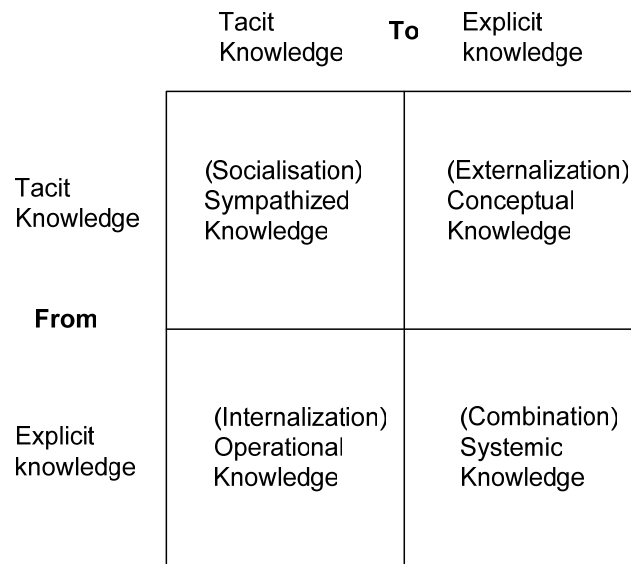 Tacit
Knowledge
To
Explicit
knowledge
Tacit
Knowledge
(Socialisation)
Sympathized
Knowledge
(Externalization)
Conceptual
Knowledge
From
Explicit
knowledge
(Internalization)
Operational
Knowledge
(Combination)
Systemic
Knowledge